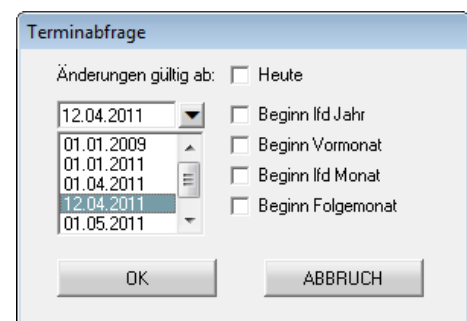 Terminabfrage
Änderungen gültig ab: Heute
12.04.2011 Beginn lfd Jahr
01.01.2009 Beginn Vormonat
01.01.2011
01.04.2011 Beginn lfd Monat
12.04.2011 Beginn Folgemonat
01.05.2011
OK ABBRUCH